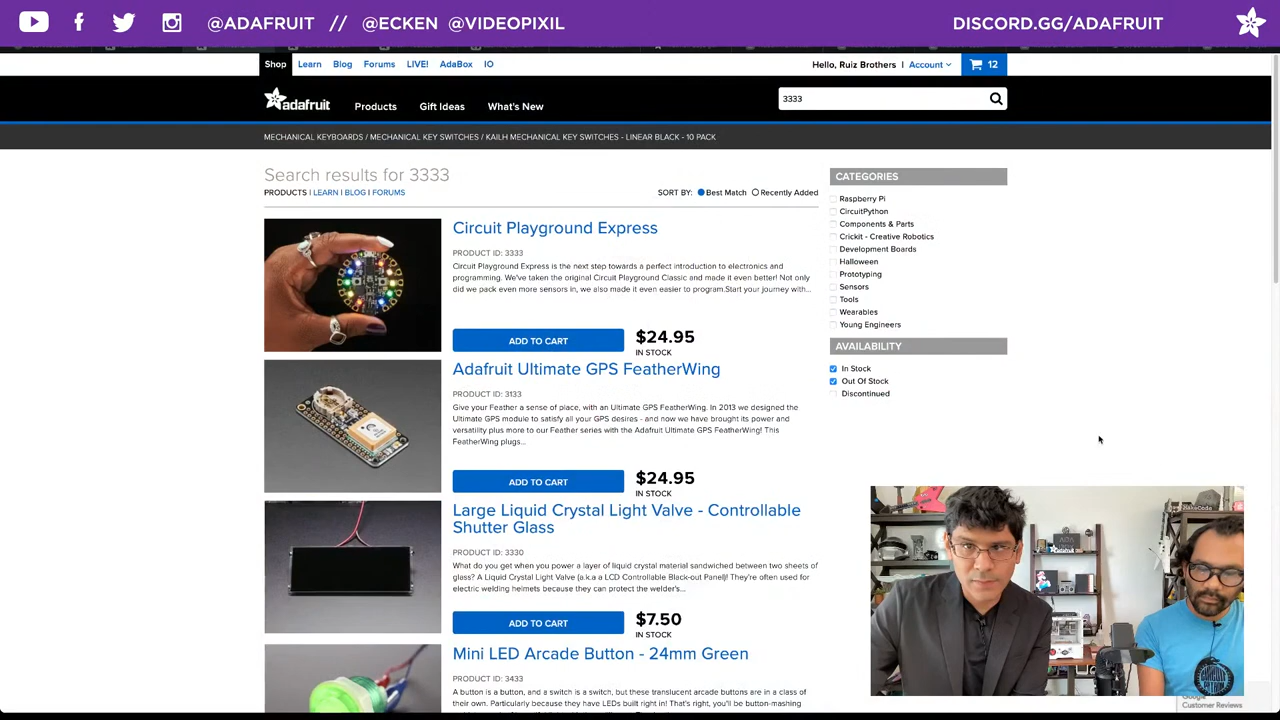 @ADAFRUIT // @ECKEN @VIDEOPIXIL
DISCORD.GG/ADAFRUIT
Shop Learn Blog Forums LIVE! AdaBox IO
Hello, Ruiz Brothers | Account 12
adafruit Products Gift Ideas What's New
3333
MECHANICAL KEYBOARDS / MECHANICAL KEY SWITCHES / KAILH MECHANICAL KEY SWITCHES - LINEAR BLACK - 10 PACK
Search results for 3333
PRODUCTS | LEARN | BLOG | FORUMS
SORT BY: Best Match Recently Added
Circuit Playground Express
PRODUCT ID: 3333
Circuit Playground Express is the next step towards a perfect introduction to electronics and
programming. We've taken the original Circuit Playground Classic and made it even better! Not only
did we pack even more sensors in, we also made it even easier to program.Start your journey with...
ADD TO CART
$24.95
IN STOCK
Adafruit Ultimate GPS FeatherWing
PRODUCT ID: 3133
Give your Feather a sense of place, with an Ultimate GPS FeatherWing. In 2013 we designed the
Ultimate GPS module to satisfy all your GPS desires - and now we have brought its power and
versatility plus more to our Feather series with the Adafruit Ultimate GPS FeatherWing! This
FeatherWing plugs...
ADD TO CART
$24.95
IN STOCK
Large Liquid Crystal Light Valve - Controllable
Shutter Glass
PRODUCT ID: 3330
What do you get when you power a layer of liquid crystal material sandwiched between two sheets of
glass? A Liquid Crystal Light Valve (a.k.a a LCD Controllable Black-out Panel)! They're often used for
electric welding helmets because they can protect the welder's...
ADD TO CART
$7.50
IN STOCK
Mini LED Arcade Button - 24mm Green
PRODUCT ID: 3433
A button is a button, and a switch is a switch, but these translucent arcade buttons are in a class of
their own. Particularly because they have LEDs built right in! That's right, you'll be button-mashing
CATEGORIES
Raspberry Pi
CircuitPython
Components & Parts
Crickit - Creative Robotics
Development Boards
Halloween
Prototyping
Sensors
Tools
Wearables
Young Engineers
AVAILABILITY
In Stock
Out Of Stock
Discontinued
MakeCode
ADA
BOX
adafruit
Customer Reviews